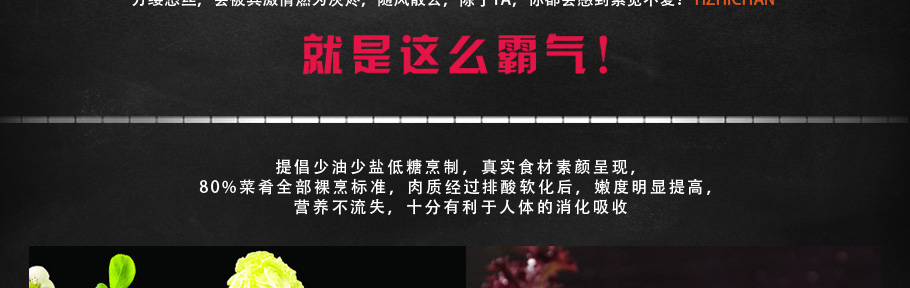 就是这么霸气！
提倡少油少盐低糖烹制，真实食材素颜呈现，
80%菜肴全部裸烹标准，肉质经过排酸软化后，嫩度明显提高，
营养不流失，十分有利于人体的消化吸收